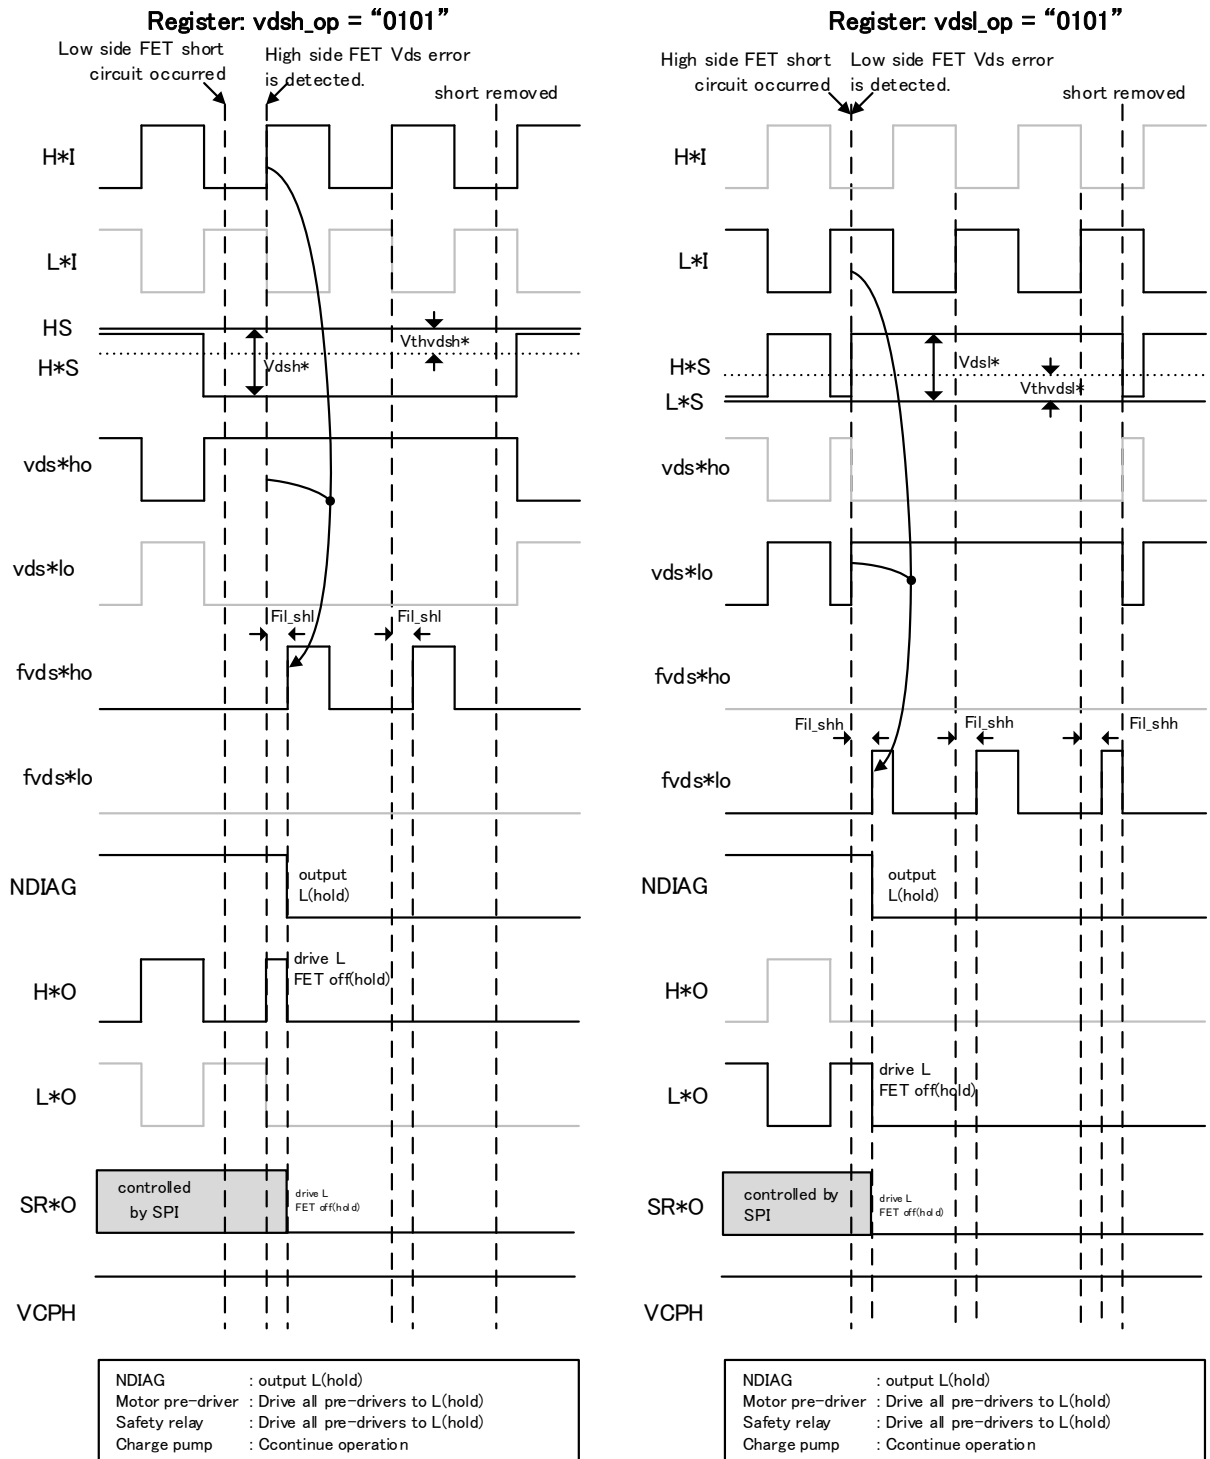 Register: vdsh_op = “0101”
Low side FET short
circuit occurred
High side FET Vds error
is detected.
short removed
H*I
L*I
HS
H*S
Vdsh*
Vthvdsh*
vds*ho
vds*lo
Fil_shl
Fil_shl
fvds*ho
fvds*lo
NDIAG
output
L(hold)
H*O
drive L
FET off(hold)
L*O
SR*O
controlled
by SPI
drive L
FET off(hold)
VCPH
NDIAG : output L(hold)
Motor pre-driver : Drive all pre-drivers to L(hold)
Safety relay : Drive all pre-drivers to L(hold)
Charge pump : Ccontinue operation
Register: vdsl_op = “0101”
High side FET short
circuit occurred
Low side FET Vds error
is detected.
short removed
H*I
L*I
H*S
L*S
Vdsl*
Vthvdsl*
vds*ho
vds*lo
fvds*ho
Fil_shh
Fil_shh
Fil_shh
fvds*lo
NDIAG
output
L(hold)
H*O
L*O
drive L
FET off(hold)
SR*O
controlled by
SPI
drive L
FET off(hold)
VCPH
NDIAG : output L(hold)
Motor pre-driver : Drive all pre-drivers to L(hold)
Safety relay : Drive all pre-drivers to L(hold)
Charge pump : Ccontinue operation